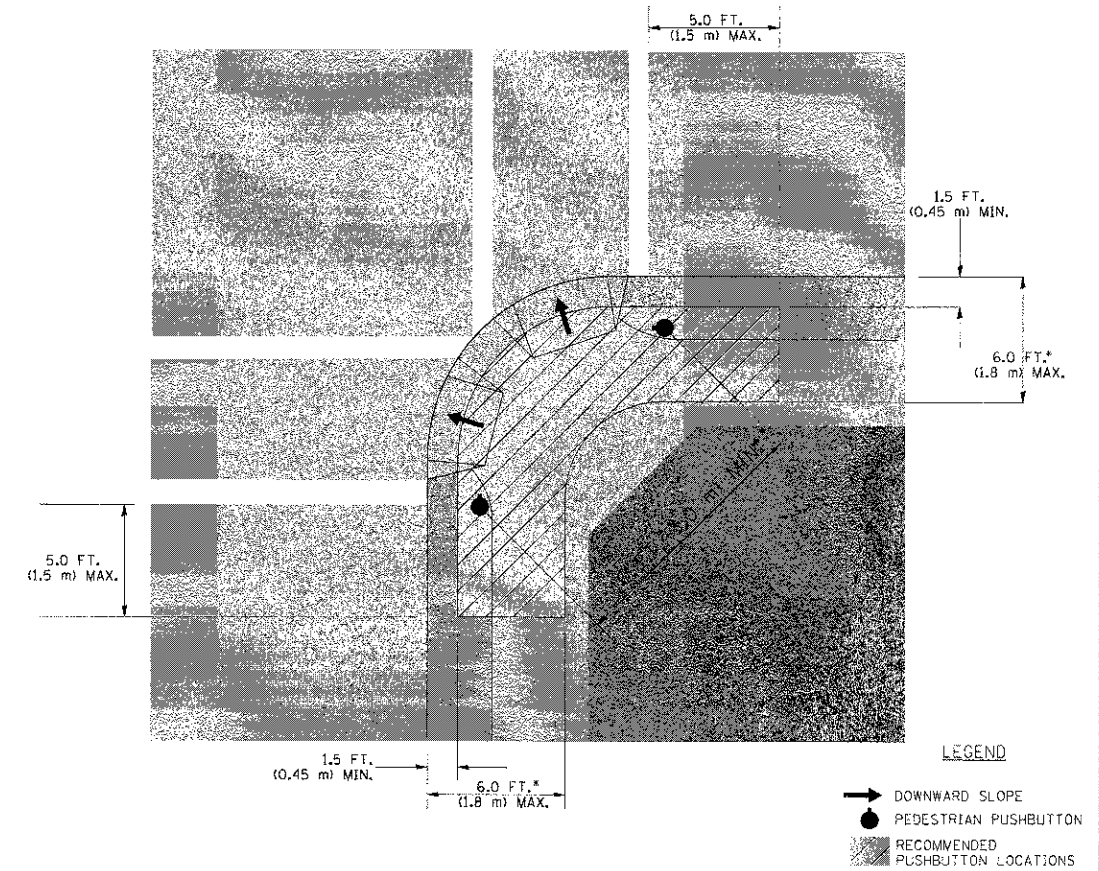 5.0 FT.
(1.5 m) MAX.
1.5 FT.
(0.45 m) MIN.
6.0 FT.*
(1.8 m) MAX.
m) MIN.*
5.0 FT.
(1.5 m) MAX.
1.5 FT.
(0.45 m) MIN.
6.0 FT.*
(1.8 m) MAX.
LEGEND
DOWNWARD SLOPE
PEDESTRIAN PUSHBUTTON
RECOMMENDED
PUSHBUTTON LOCATIONS